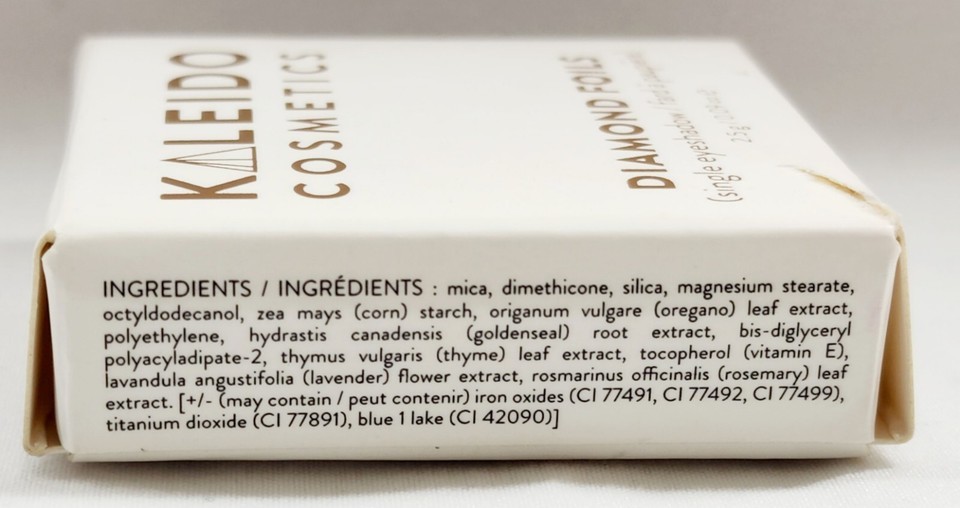 KALEIDO
COSMETICS
DIAMOND FOILS
(single eyeshadow
INGREDIENTS / INGRÉDIENTS : mica, dimethicone, silica, magnesium stearate,
octyldodecanol, zea mays (corn) starch, origanum vulgare (oregano) leaf extract,
polyethylene, hydrastis canadensis (goldenseal) root extract, bis-diglyceryl
polyacyladipate-2, thymus vulgaris (thyme) leaf extract, tocopherol (vitamin E),
lavandula angustifolia (lavender) flower extract, rosmarinus officinalis (rosemary) leaf
extract. [+/- (may contain / peut contenir) iron oxides (CI 77491, CI 77492, CI 77499),
titanium dioxide (CI 77891), blue 1 lake (CI 42090)]